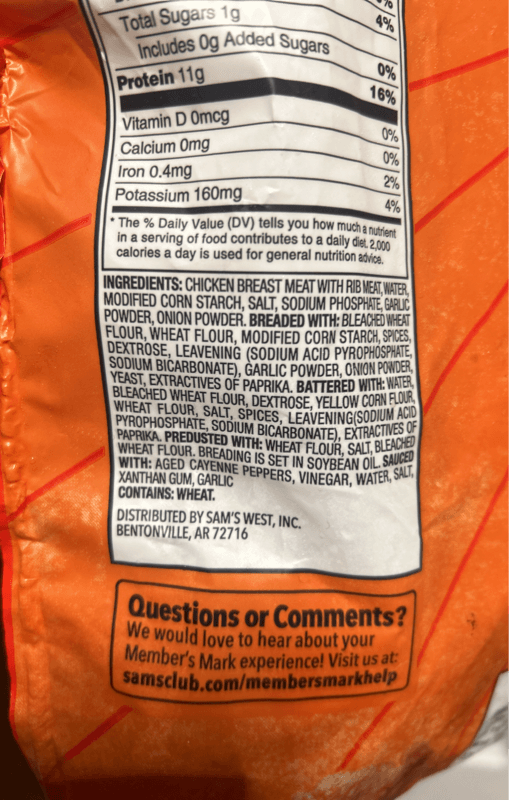 Total Sugars 1g 4%
Includes 0g Added Sugars 0%
Protein 11g 16%
Vitamin D 0mcg 0%
Calcium 0mg 0%
Iron 0.4mg 2%
Potassium 160mg 4%
* The % Daily Value (DV) tells you how much a nutrient
in a serving of food contributes to a daily diet. 2,000
calories a day is used for general nutrition advice.
INGREDIENTS: CHICKEN BREAST MEAT WITH RIB MEAT, WATER,
MODIFIED CORN STARCH, SALT, SODIUM PHOSPHATE, GARLIC
POWDER, ONION POWDER. BREADED WITH: BLEACHED WHEAT
FLOUR, WHEAT FLOUR, MODIFIED CORN STARCH, SPICES,
DEXTROSE, LEAVENING (SODIUM ACID PYROPHOSPHATE,
SODIUM BICARBONATE), GARLIC POWDER, ONION POWDER,
YEAST, EXTRACTIVES OF PAPRIKA. BATTERED WITH: WATER,
BLEACHED WHEAT FLOUR, DEXTROSE, YELLOW CORN FLOUR,
WHEAT FLOUR, SALT, SPICES, LEAVENING(SODIUM ACID
PYROPHOSPHATE, SODIUM BICARBONATE), EXTRACTIVES OF
PAPRIKA. PREDUSTED WITH: WHEAT FLOUR, SALT, BLEACHED
WHEAT FLOUR. BREADING IS SET IN SOYBEAN OIL. SAUCED
WITH: AGED CAYENNE PEPPERS, VINEGAR, WATER, SALT,
XANTHAN GUM, GARLIC
CONTAINS: WHEAT.
DISTRIBUTED BY SAM'S WEST, INC.
BENTONVILLE, AR 72716
Questions or Comments?
We would love to hear about your
Member's Mark experience! Visit us at:
samsclub.com/membersmarkhelp